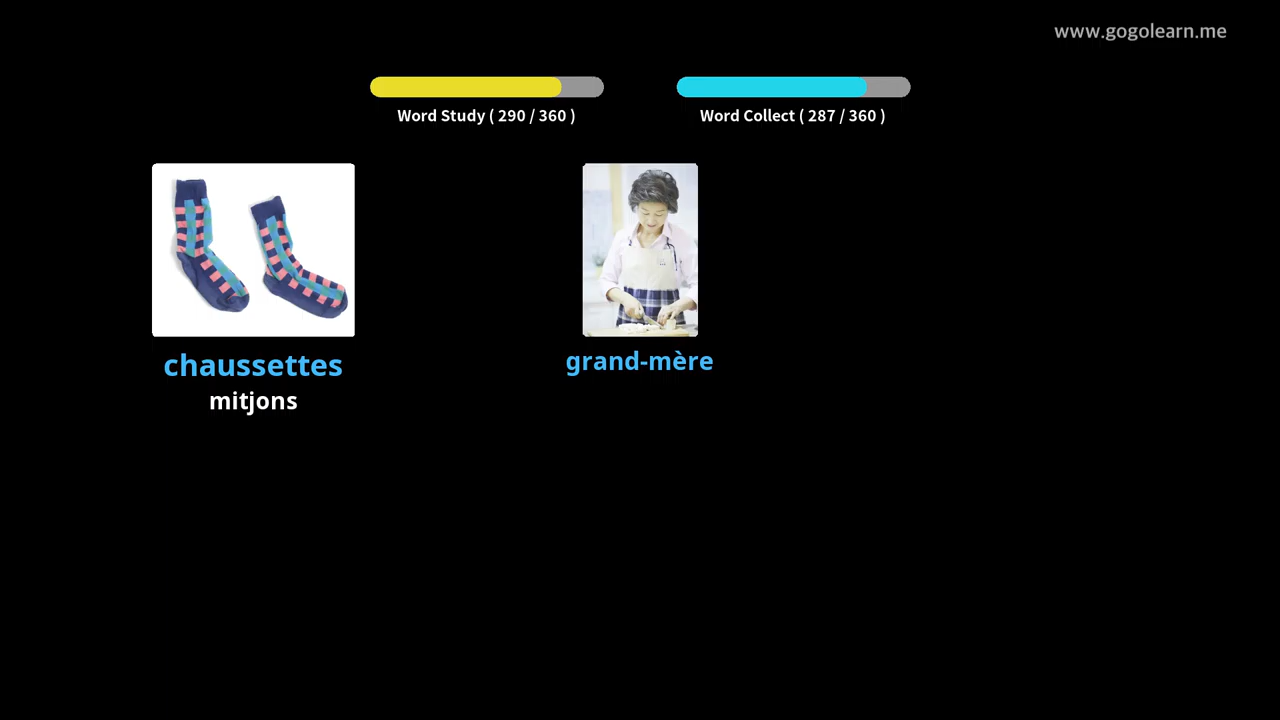 www.gogolearn.me
Word Study ( 290 / 360 )
Word Collect ( 287 / 360 )
chaussettes
mitjons
grand-mère